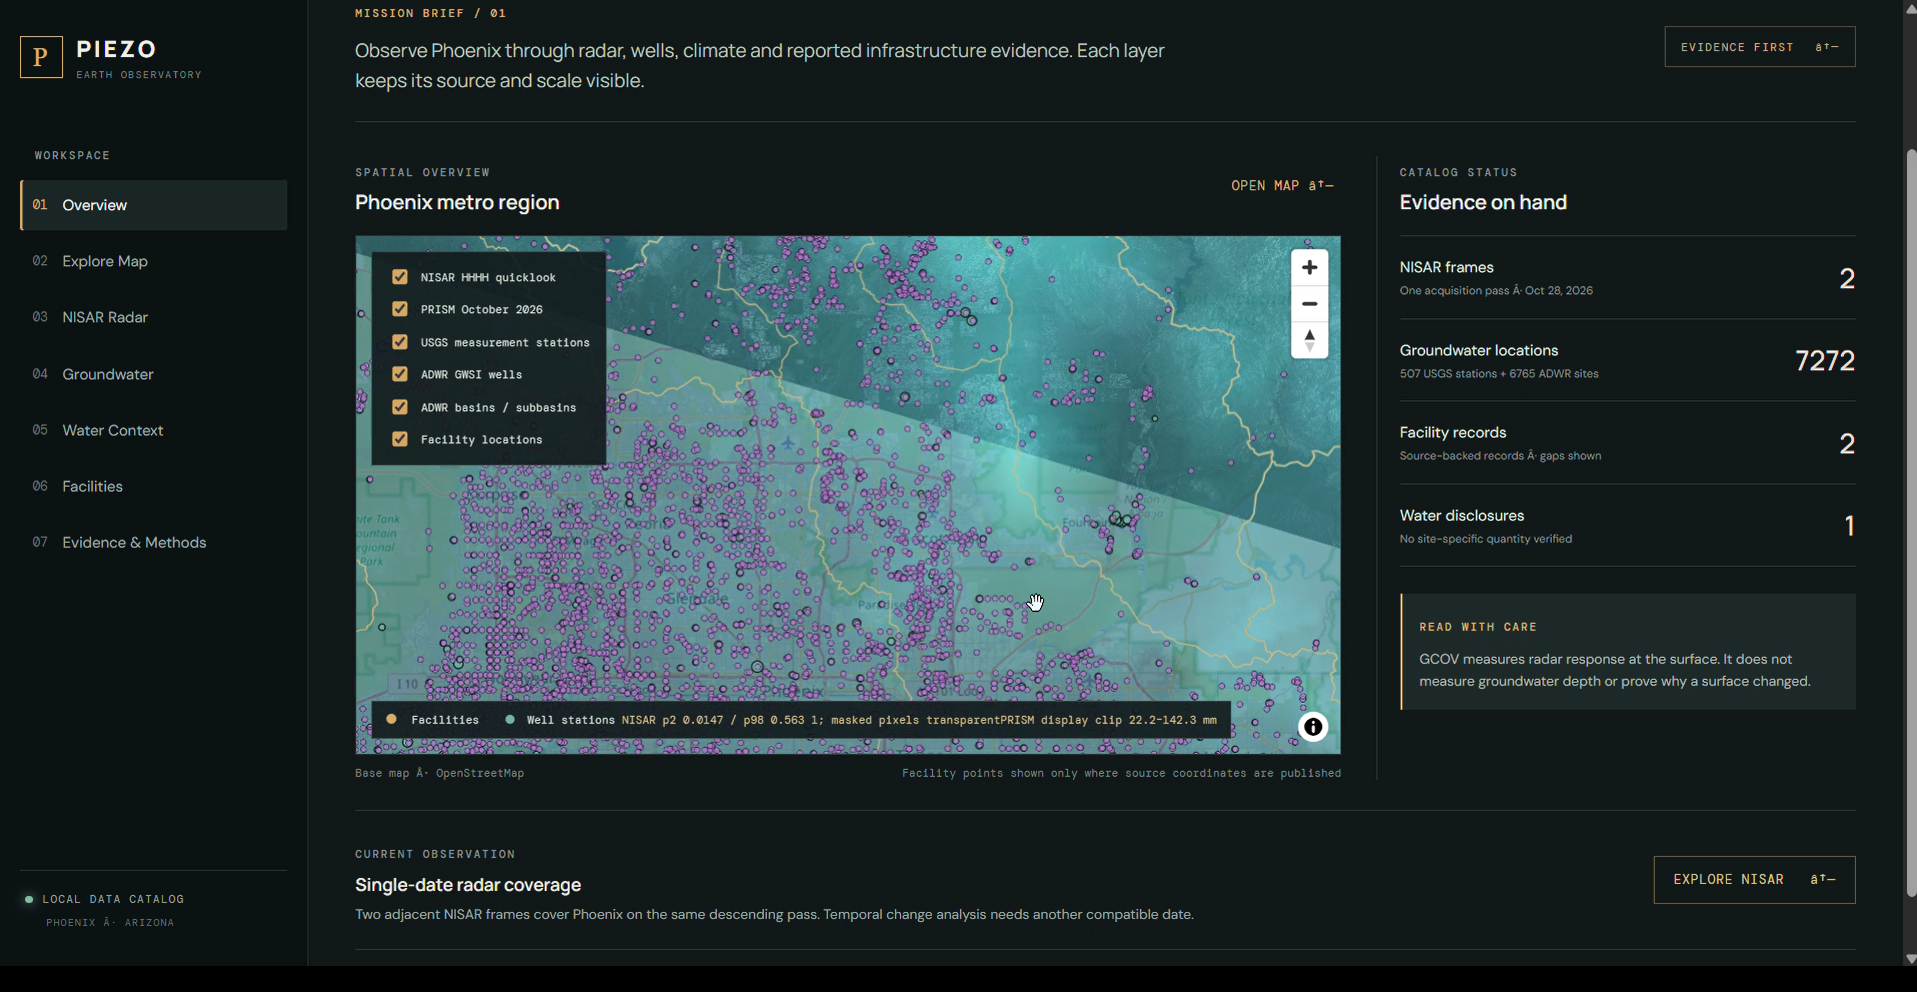 P
PIEZO
EARTH OBSERVATORY
WORKSPACE
01 Overview
02 Explore Map
03 NISAR Radar
04 Groundwater
05 Water Context
06 Facilities
07 Evidence & Methods
LOCAL DATA CATALOG
PHOENIX Â· ARIZONA
MISSION BRIEF / 01
Observe Phoenix through radar, wells, climate and reported infrastructure evidence. Each layer
keeps its source and scale visible.
EVIDENCE FIRST â†—
SPATIAL OVERVIEW
Phoenix metro region
OPEN MAP â†—
NISAR HHHH quicklook
PRISM October 2026
USGS measurement stations
ADWR GWSI wells
ADWR basins / subbasins
Facility locations
Glendale
I 10
Phoenix
Facilities
Well stations NISAR p2 0.0147 / p98 0.563 1; masked pixels transparentPRISM display clip 22.2–142.3 mm
Base map Â· OpenStreetMap
Facility points shown only where source coordinates are published
CATALOG STATUS
Evidence on hand
NISAR frames
One acquisition pass Â· Oct 28, 2026
2
Groundwater locations
507 USGS stations + 6765 ADWR sites
7272
Facility records
Source-backed records Â· gaps shown
2
Water disclosures
No site-specific quantity verified
1
READ WITH CARE
GCOV measures radar response at the surface. It does not
measure groundwater depth or prove why a surface changed.
CURRENT OBSERVATION
Single-date radar coverage
Two adjacent NISAR frames cover Phoenix on the same descending pass. Temporal change analysis needs another compatible date.
EXPLORE NISAR â†—